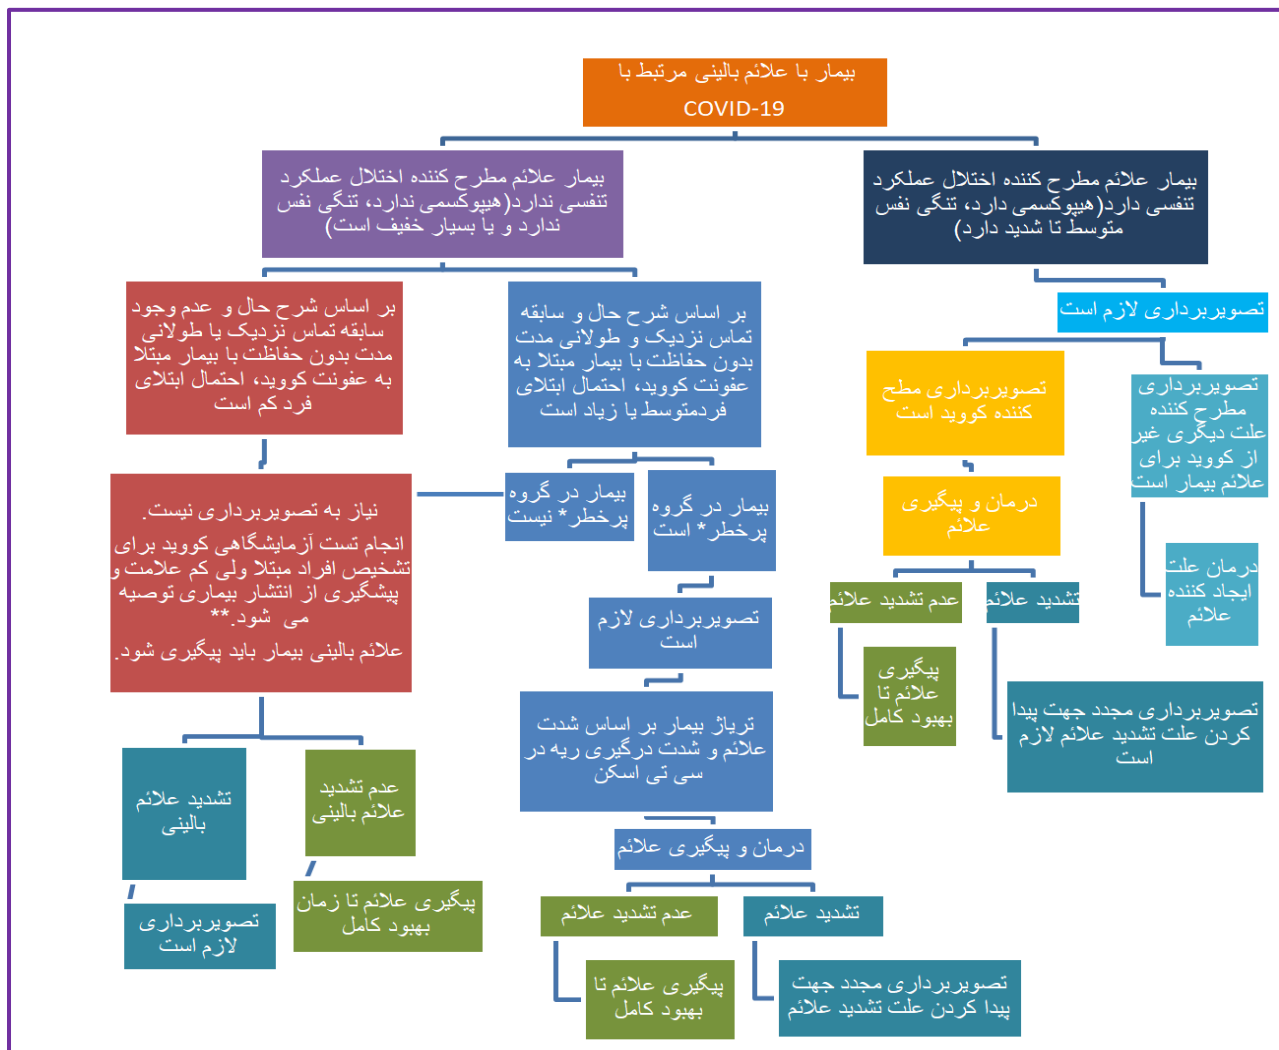 بیمار با علائم بالینی مرتبط با
COVID-19
بیمار علائم مطرح کننده اختلال عملکرد
تنفسی دارد(هیپوکسمی دارد، تنگی نفس
متوسط تا شدید دارد)
بیمار علائم مطرح کننده اختلال عملکرد
تنفسی ندارد(هیپوکسمی ندارد، تنگی نفس
ندارد و یا بسیار خفیف است)
تصویربرداری لازم است
تصویربرداری
مطرح کننده
علت دیگری غیر
از کووید برای
علائم بیمار است
درمان علت
ایجاد کننده
علائم
تصویربرداری مطح
کننده کووید است
درمان و پیگیری
علائم
تشدید علائم
تصویربرداری مجدد جهت پیدا
کردن علت تشدید علائم لازم
است
عدم تشدید علائم
پیگیری
علائم تا
بهبود کامل
بر اساس شرح حال و سابقه
تماس نزدیک و طولانی مدت
بدون حفاظت با بیمار مبتلا به
عفونت کووید، احتمال ابتلای
فردمتوسط یا زیاد است
بیمار در گروه
پرخطر* است
بیمار در گروه
پرخطر* نیست
تصویربرداری لازم
است
تریاژ بیمار بر اساس شدت
علائم و شدت درگیری ریه در
سی تی اسکن
درمان و پیگیری علائم
تشدید علائم
تصویربرداری مجدد جهت
پیدا کردن علت تشدید علائم
عدم تشدید علائم
پیگیری علائم تا
بهبود کامل
بر اساس شرح حال و عدم وجود
سابقه تماس نزدیک یا طولانی
مدت بدون حفاظت با بیمار مبتلا
به عفونت کووید، احتمال ابتلای
فرد کم است
نیاز به تصویربرداری نیست.
انجام تست آزمایشگاهی کووید برای
تشخیص افراد مبتلا ولی کم علامت و
پیشگیری از انتشار بیماری توصیه
می شود.**
علائم بالینی بیمار باید پیگیری شود.
عدم تشدید
علائم بالینی
پیگیری علائم تا زمان
بهبود کامل
تشدید علائم
بالینی
تصویربرداری
لازم است